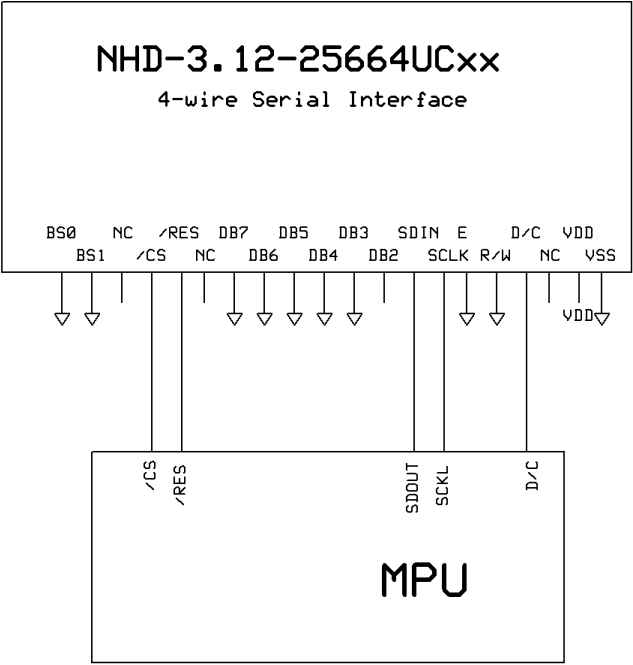 NHD-3.12-25664UCxx
4-wire Serial Interface
BS0 NC /RES DB7 DB5 DB3 SDIN E D/C VDD
BS1 /CS NC DB6 DB4 DB2 SCLK R/W NC VSS
VDD
/CS /RES SDOUT SCKL D/C
MPU